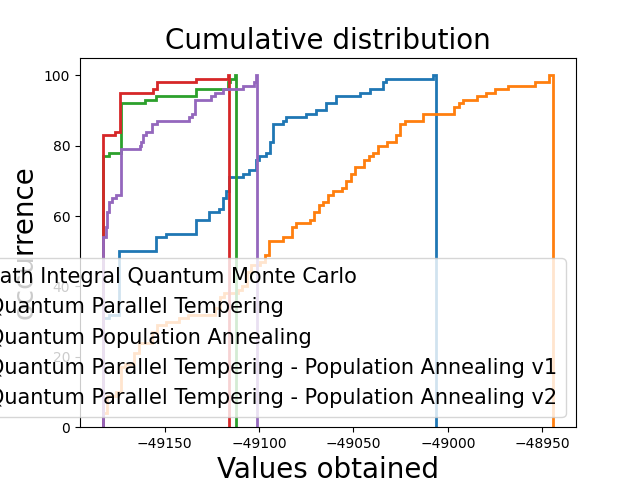 Cumulative distribution
100
80
60
40
20
0
occurrence
ath Integral Quantum Monte Carlo
Quantum Parallel Tempering
Quantum Population Annealing
Quantum Parallel Tempering - Population Annealing v1
Quantum Parallel Tempering - Population Annealing v2
−49150
−49100
−49050
−49000
−48950
Values obtained